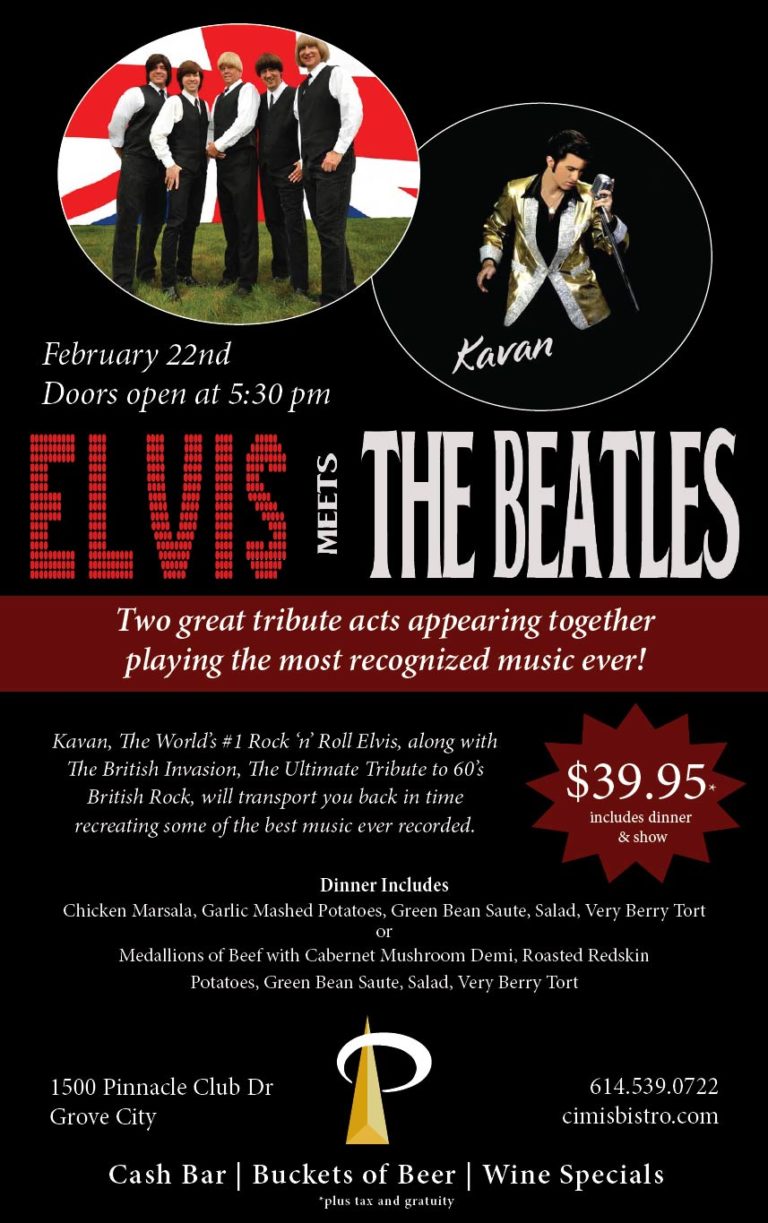 Kavan
February 22nd
Doors open at 5:30 pm
ELVIS MEETS THE BEATLES
Two great tribute acts appearing together
playing the most recognized music ever!
Kavan, The World's #1 Rock ‘n’ Roll Elvis, along with
The British Invasion, The Ultimate Tribute to 60's
British Rock, will transport you back in time
recreating some of the best music ever recorded.
$39.95*
includes dinner
& show
Dinner Includes
Chicken Marsala, Garlic Mashed Potatoes, Green Bean Saute, Salad, Very Berry Tort
or
Medallions of Beef with Cabernet Mushroom Demi, Roasted Redskin
Potatoes, Green Bean Saute, Salad, Very Berry Tort
1500 Pinnacle Club Dr
Grove City
614.539.0722
cimisbistro.com
Cash Bar | Buckets of Beer | Wine Specials
*plus tax and gratuity